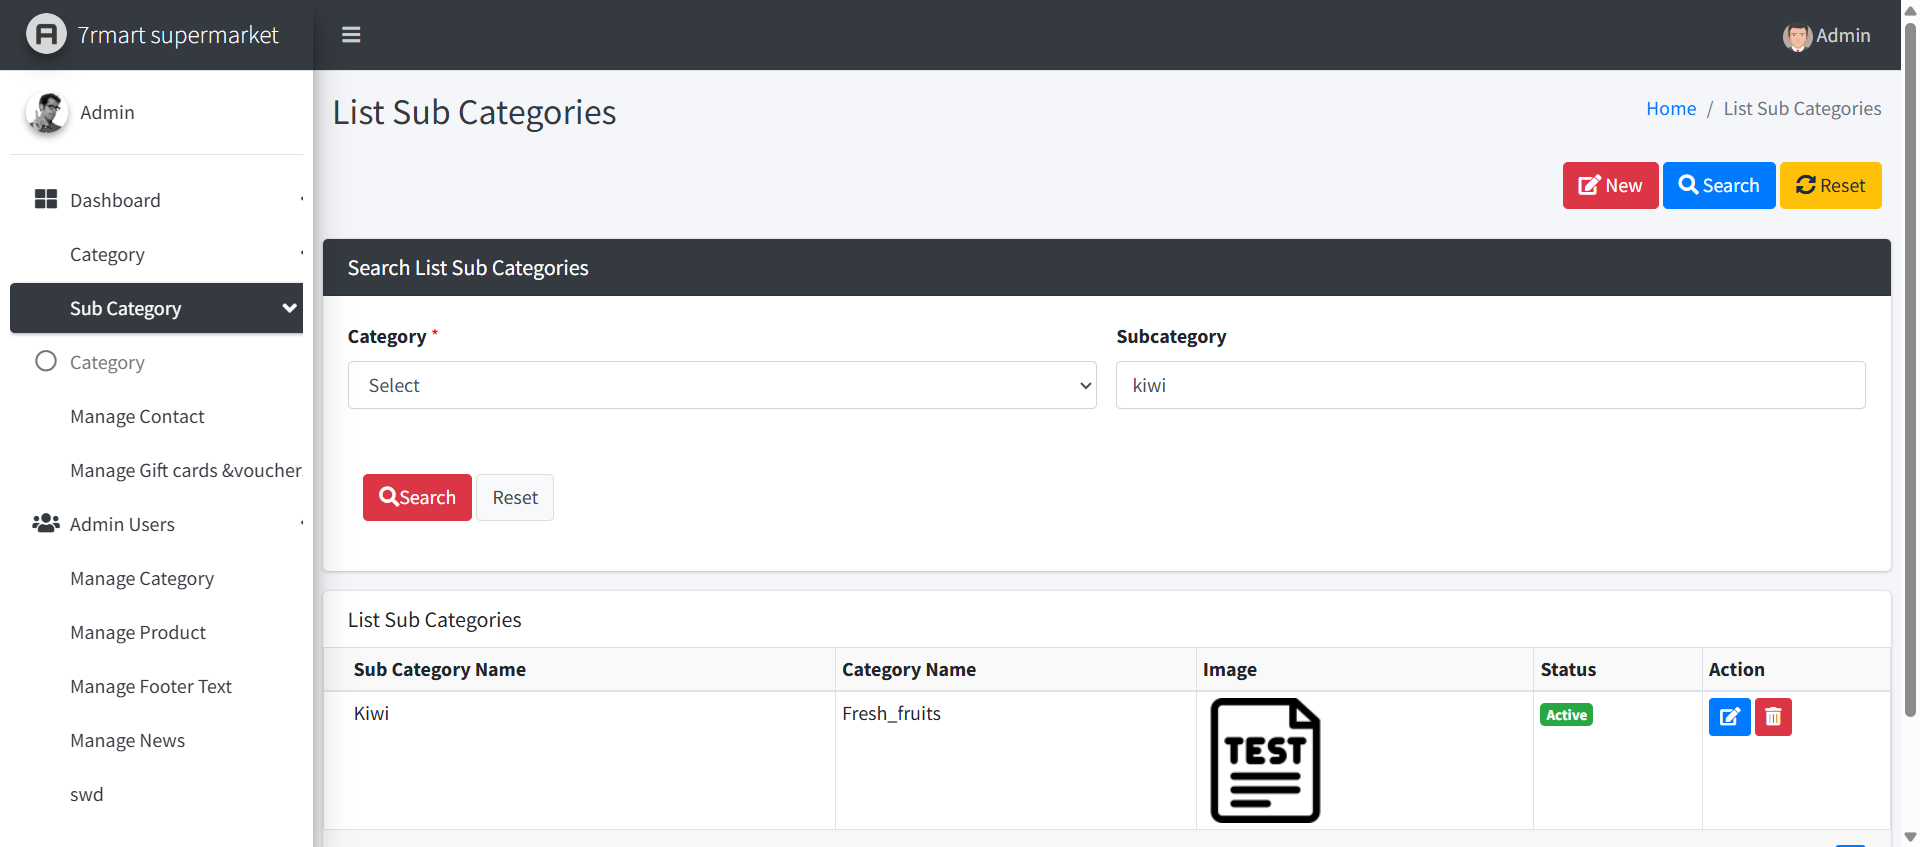 7rmart supermarket
Admin
Admin
List Sub Categories
Home / List Sub Categories
New
Search
Reset
Dashboard
Category
Sub Category
Category
Manage Contact
Manage Gift cards &voucher
Admin Users
Manage Category
Manage Product
Manage Footer Text
Manage News
swd
Search List Sub Categories
Category * Subcategory
Select kiwi
Search Reset
List Sub Categories
Sub Category Name Category Name Image Status Action
Kiwi Fresh_fruits TEST Active